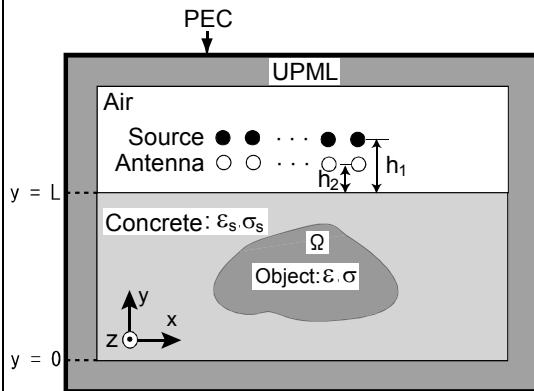 PEC
UPML
Air
Source ...
Antenna ...
h₁
h₂
y = L
Concrete: εs, σs
Ω
Object: ε, σ
y
x
z
y = 0